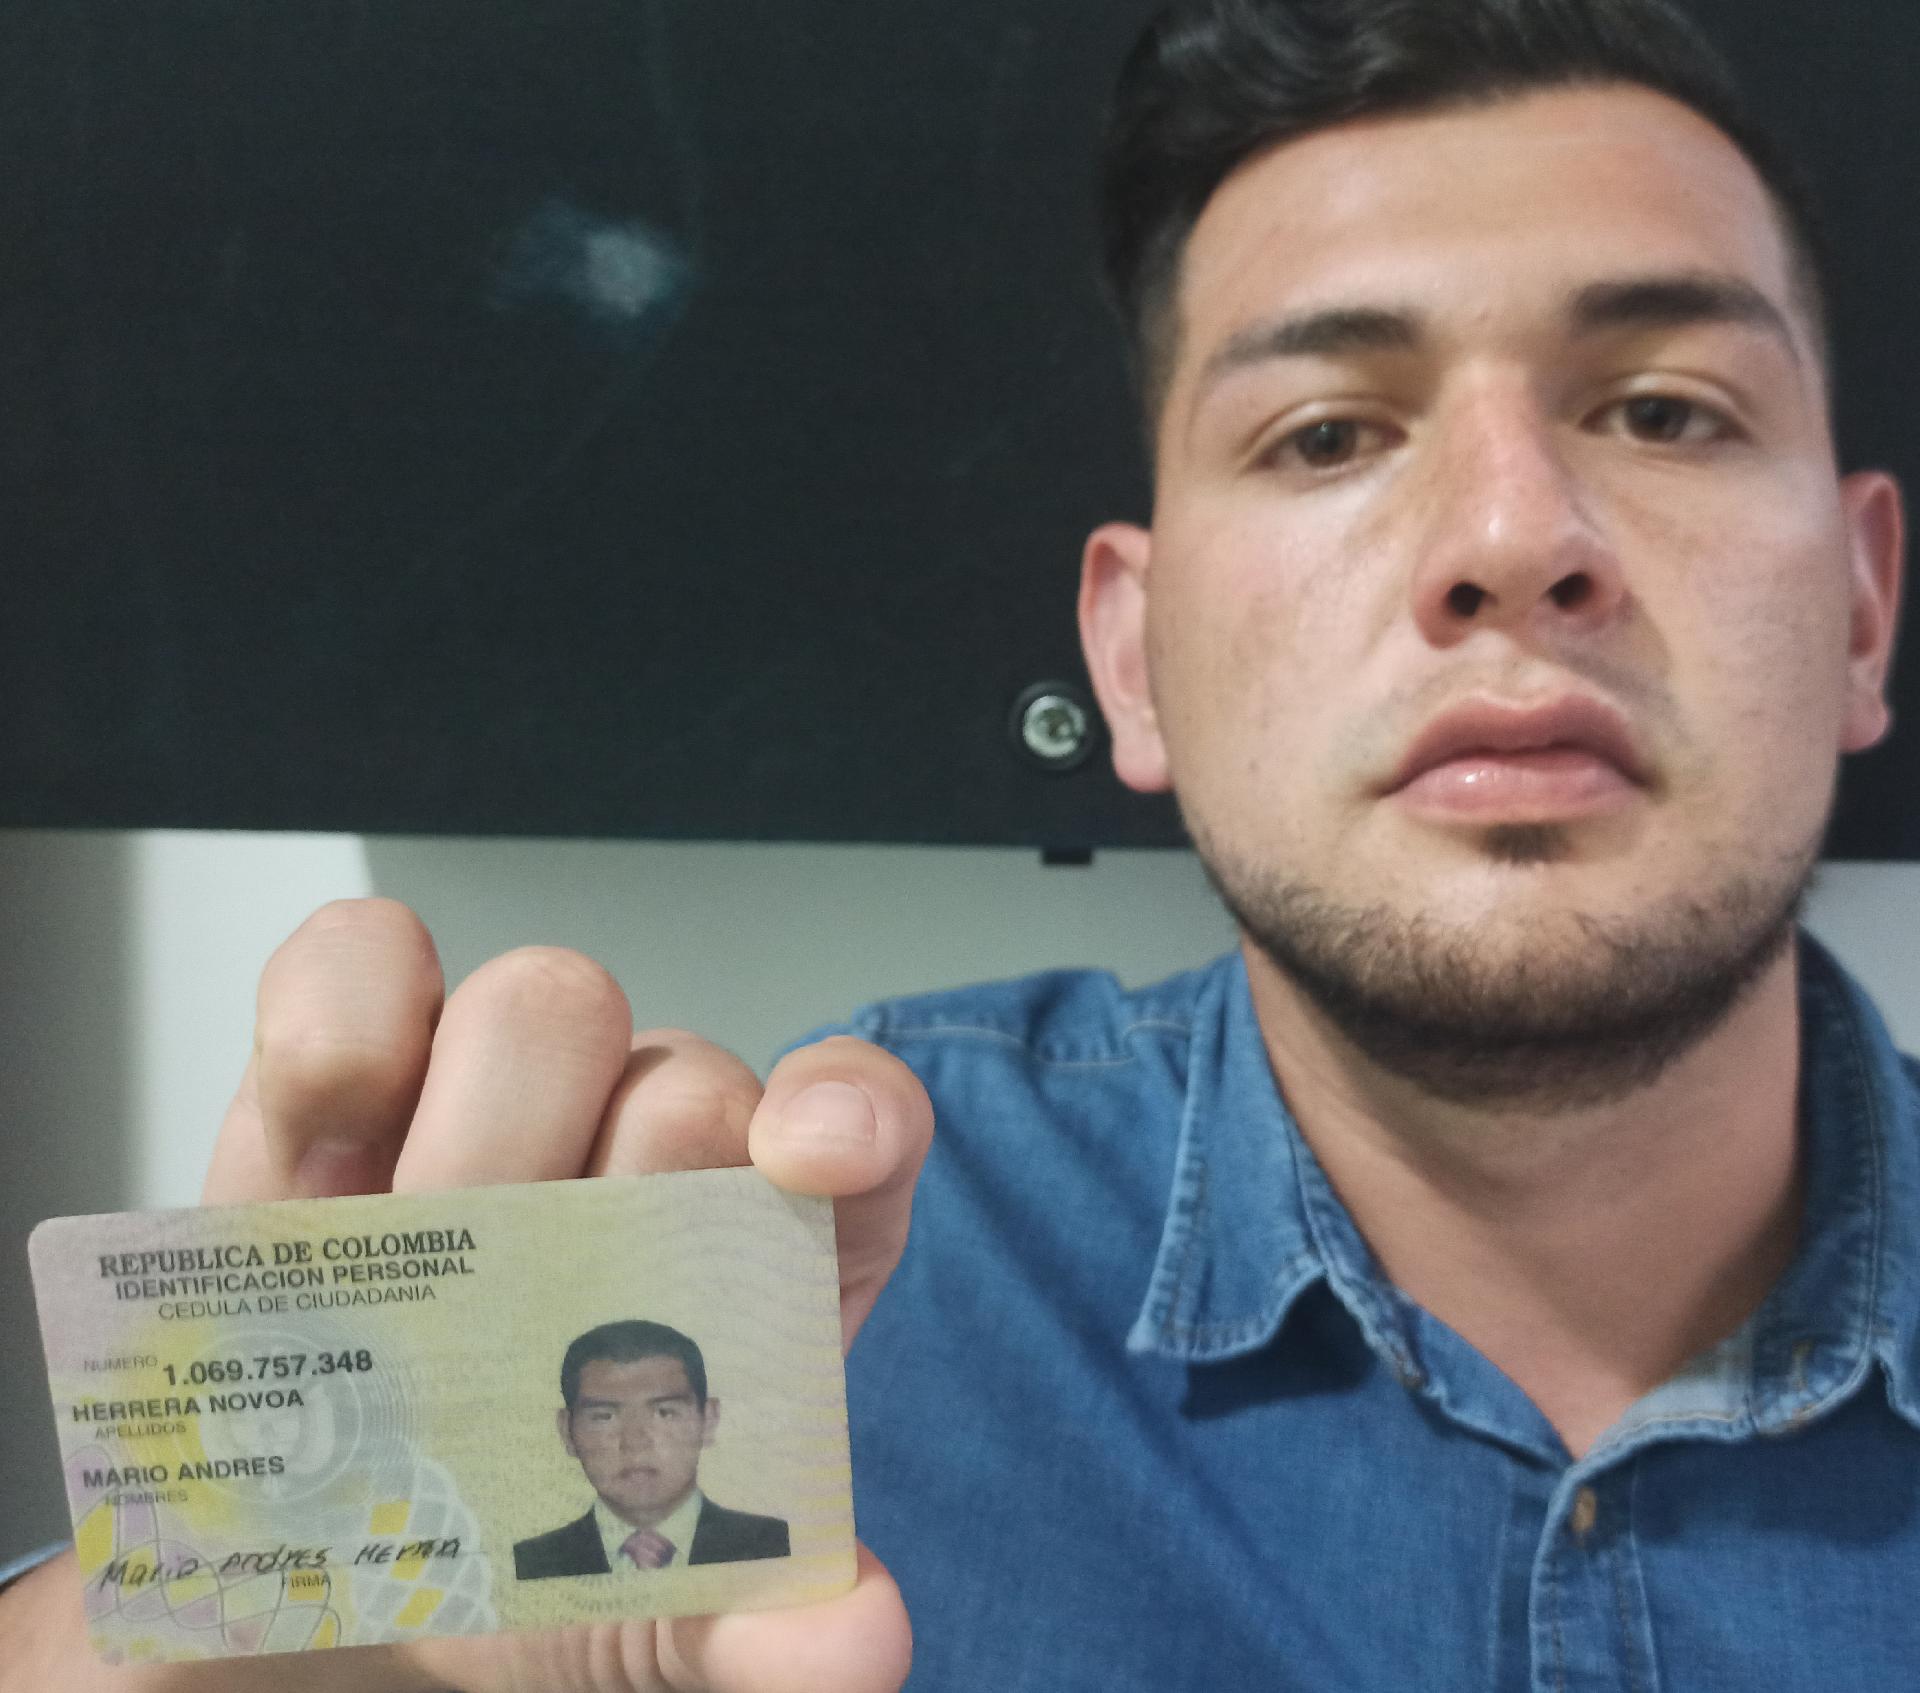 REPUBLICA DE COLOMBIA
IDENTIFICACION PERSONAL
CEDULA DE CIUDADANIA
NUMERO 1.069.757.348
HERRERA NOVOA
APELLIDOS
MARIO ANDRES
NOMBRES
Mario Andres Herrera
FIRMA